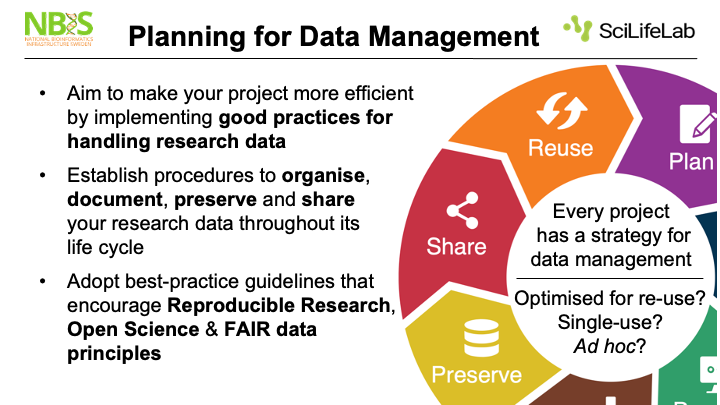 NBIS
NATIONAL BIOINFORMATICS
INFRASTRUCTURE SWEDEN
Planning for Data Management
SciLifeLab
• Aim to make your project more efficient
by implementing good practices for
handling research data
• Establish procedures to organise,
document, preserve and share
your research data throughout its
life cycle
• Adopt best-practice guidelines that
encourage Reproducible Research,
Open Science & FAIR data
principles
Reuse
Plan
Share
Every project
has a strategy for
data management
Optimised for re-use?
Single-use?
Ad hoc?
Preserve